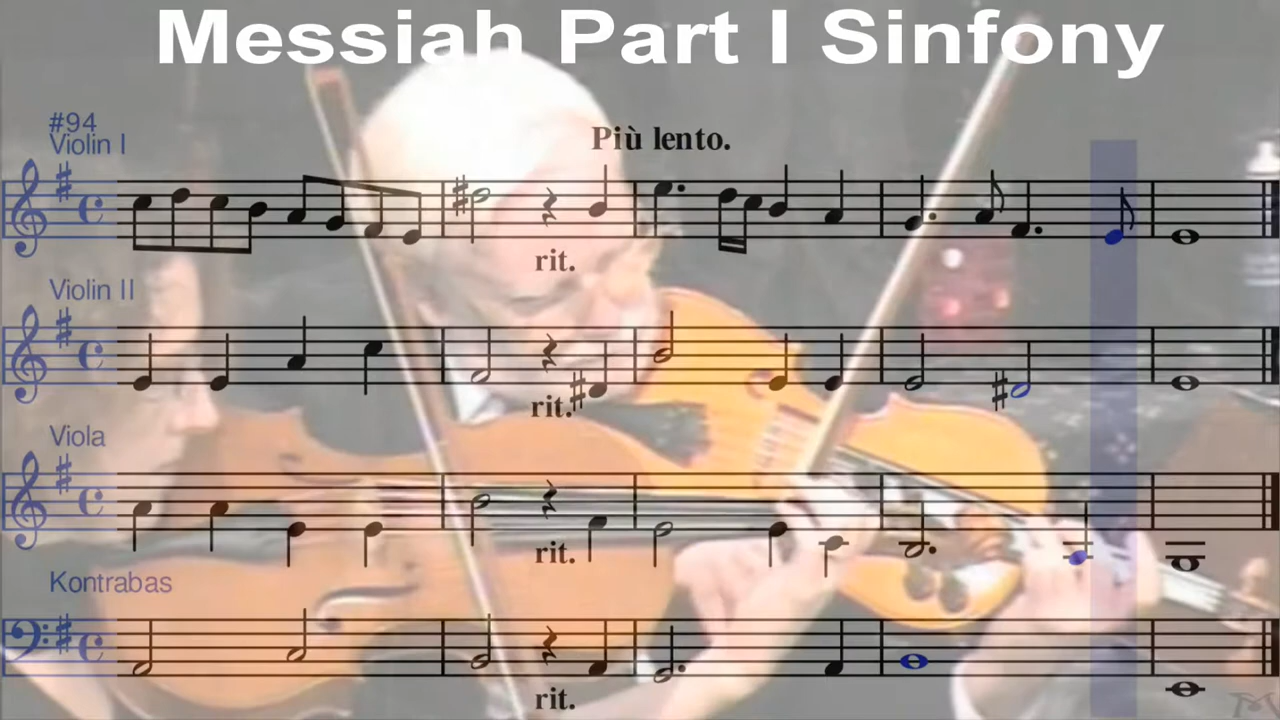 Messiah Part I Sinfony
#94
Violin I
Più lento.
rit.
Violin II
rit.
Viola
rit.
Kontrabas
rit.